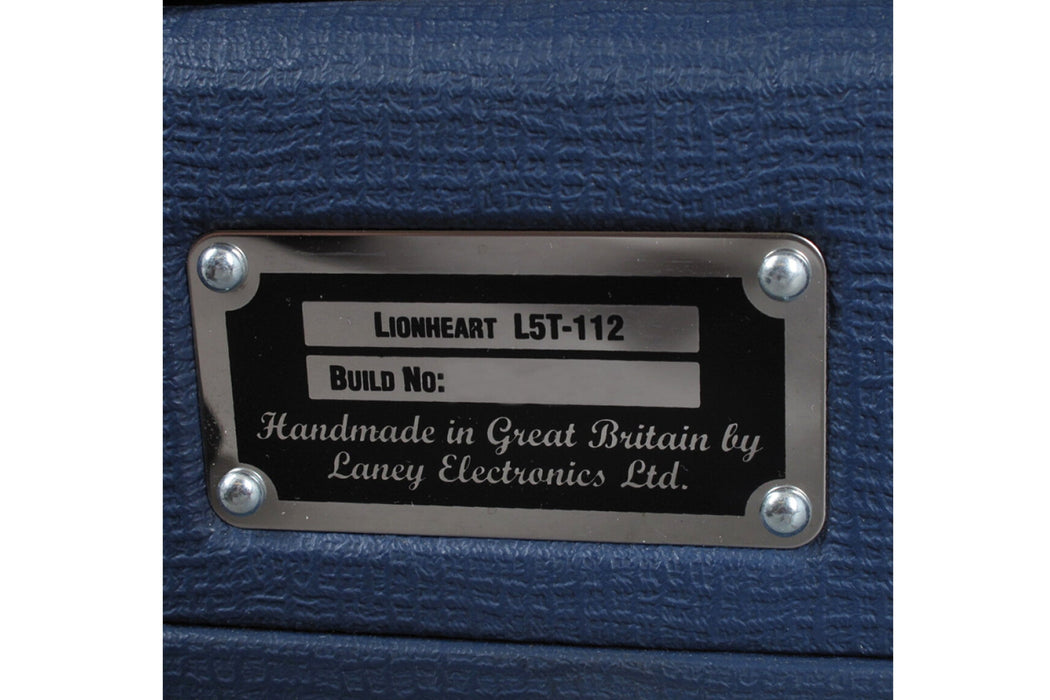 Lionheart L5T-112
Build No:
Handmade in Great Britain by
Laney Electronics Ltd.